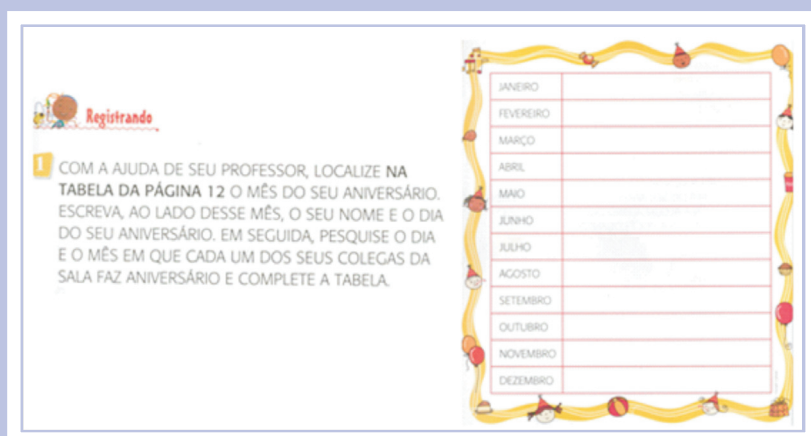 Registrando
1 COM A AJUDA DE SEU PROFESSOR, LOCALIZE NA
TABELA DA PÁGINA 12 O MÊS DO SEU ANIVERSÁRIO.
ESCREVA, AO LADO DESSE MÊS, O SEU NOME E O DIA
DO SEU ANIVERSÁRIO. EM SEGUIDA, PESQUISE O DIA
E O MÊS EM QUE CADA UM DOS SEUS COLEGAS DA
SALA FAZ ANIVERSÁRIO E COMPLETE A TABELA.
JANEIRO
FEVEREIRO
MARÇO
ABRIL
MAIO
JUNHO
JULHO
AGOSTO
SETEMBRO
OUTUBRO
NOVEMBRO
DEZEMBRO